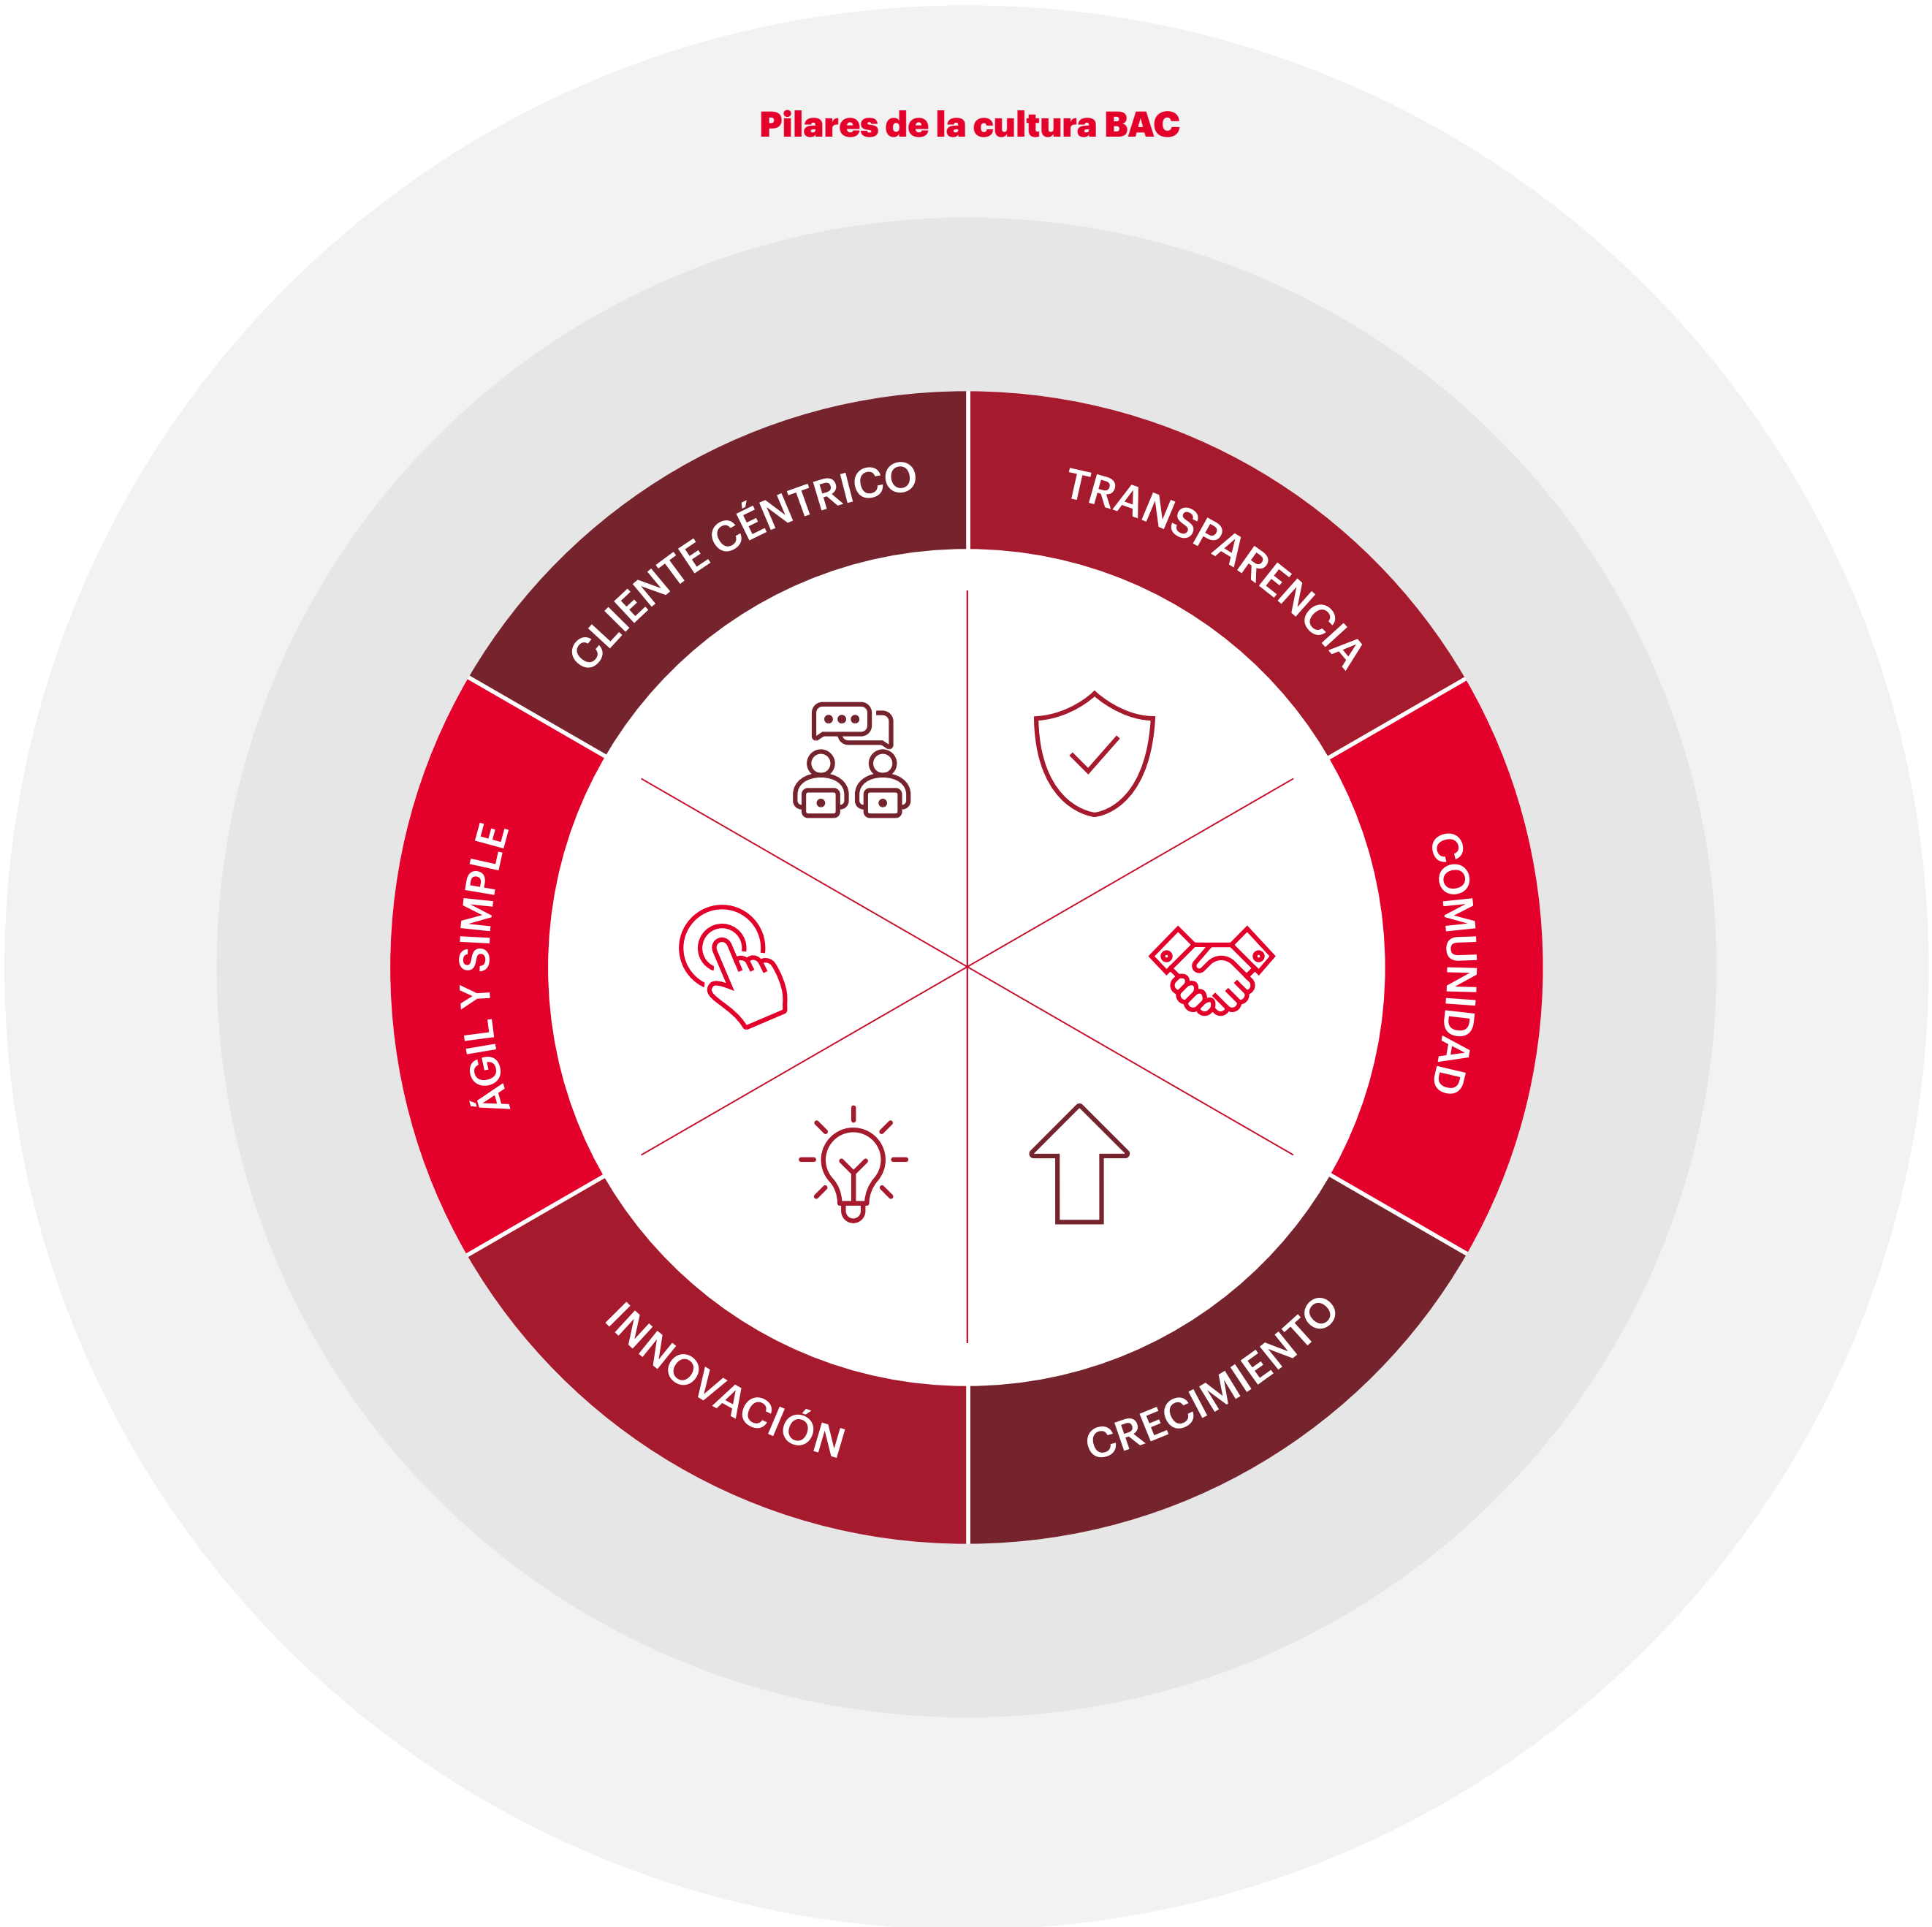 Pilares de la cultura BAC
CLIENTE CÉNTRICO
TRANSPARENCIA
COMUNIDAD
CRECIMIENTO
INNOVACIÓN
ÁGIL Y SIMPLE